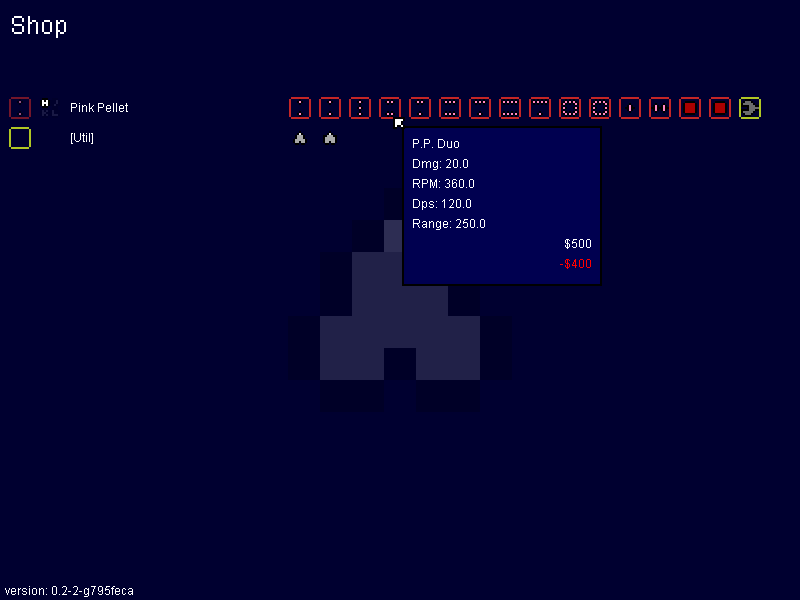 Shop
H
K L
Pink Pellet
[Util]
P.P. Duo
Dmg: 20.0
RPM: 360.0
Dps: 120.0
Range: 250.0
$500
-$400
version: 0.2-2-g795feca